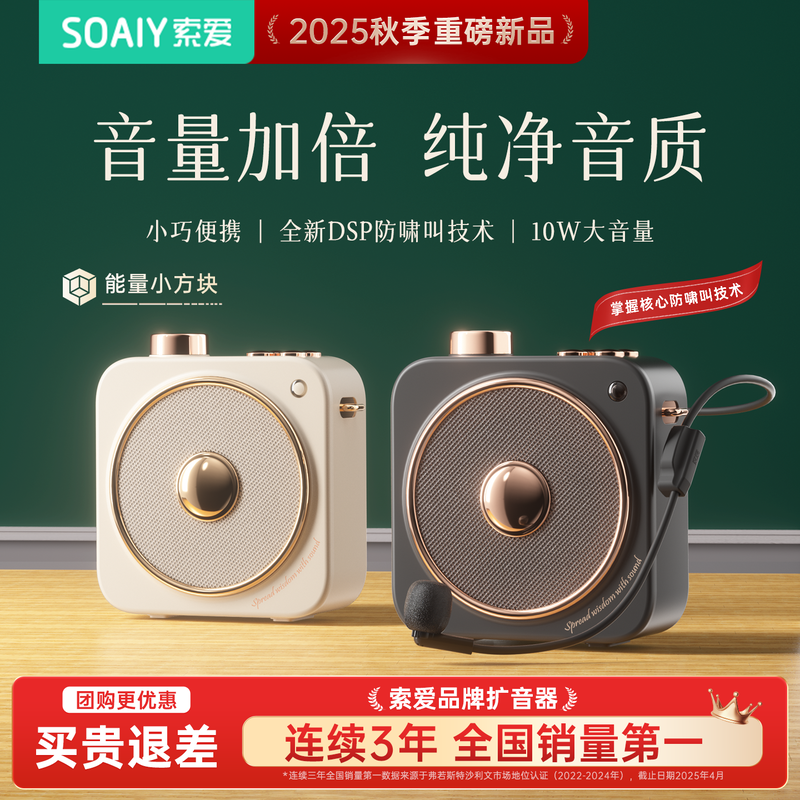 SOAIY索爱
2025秋季重磅新品
音量加倍 纯净音质
小巧便携 | 全新DSP防啸叫技术 | 10W大音量
能量小方块
掌握核心防啸叫技术
Spread wisdom with sound
Spread wisdom with sound
团购更优惠
买贵退差
索爱品牌扩音器
连续3年 全国销量第一
*连续三年全国销量第一数据来源于弗若斯特沙利文市场地位认证（2022-2024年），截止日期2025年4月